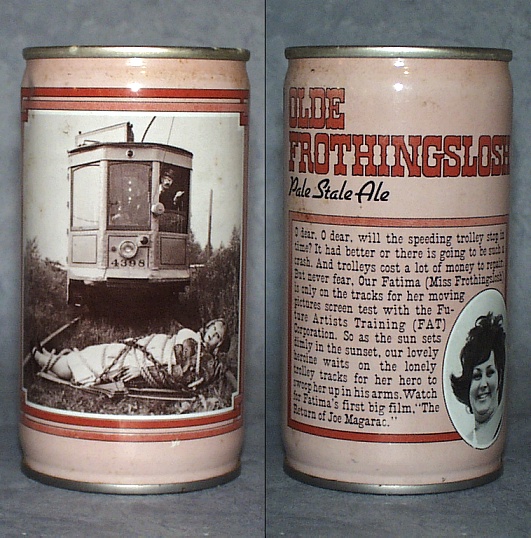 4398
OLDE
FROTHINGSLOSH
Pale Stale Ale
O dear, O dear, will the speeding trolley stop in
time? It had better or there is going to be such a
crash. And trolleys cost a lot of money to repair.
But never fear, Our Fatima (Miss Frothingslosh)
is only on the tracks for her moving
pictures screen test with the Fu-
ture Artists Training (FAT)
Corporation. So as the sun sets
dimly in the sunset, our lovely
heroine waits on the lonely
trolley tracks for her hero to
swoop her up in his arms. Watch
for Fatima's first big film, "The
Return of Joe Magarac."